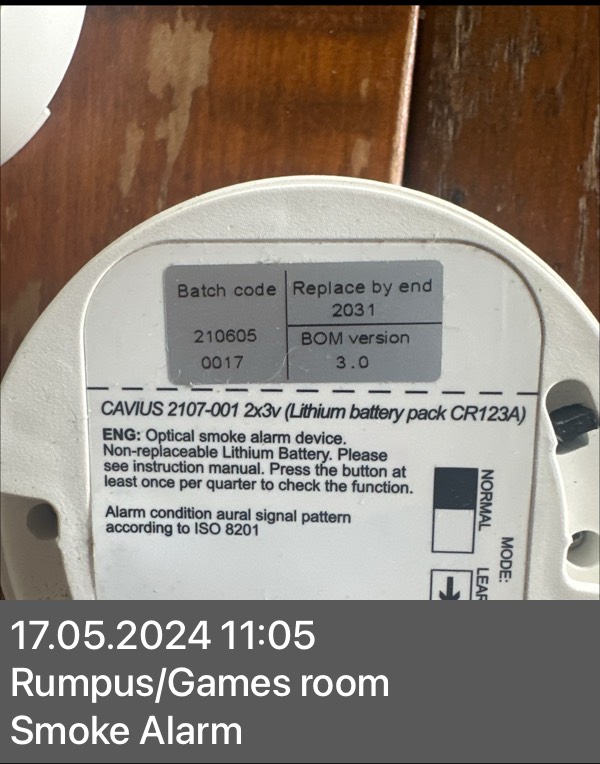 Batch code
210605
0017
Replace by end
2031
BOM version
3.0
CAVIUS 2107-001 2x3v (Lithium battery pack CR123A)
ENG: Optical smoke alarm device.
Non-replaceable Lithium Battery. Please
see instruction manual. Press the button at
least once per quarter to check the function.
Alarm condition aural signal pattern
according to ISO 8201
NORMAL
MODE:
17.05.2024 11:05
Rumpus/Games room
Smoke Alarm